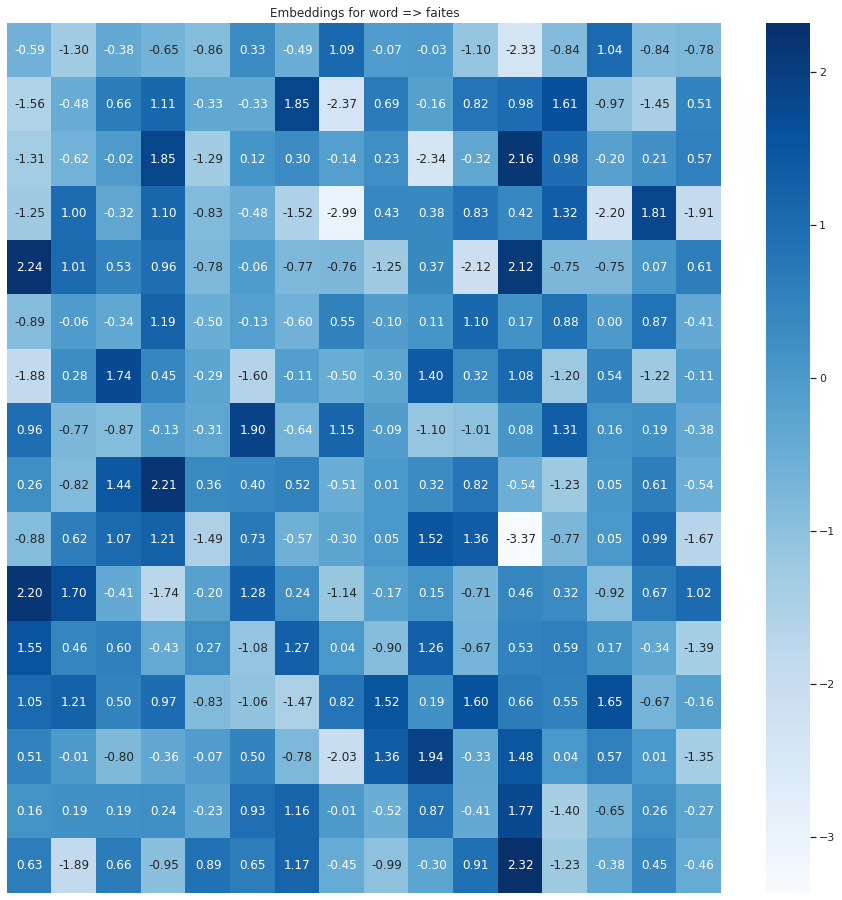 Embeddings for word => faites
-0.59 -1.30 -0.38 -0.65 -0.86 0.33 -0.49 1.09 -0.07 -0.03 -1.10 -2.33 -0.84 1.04 -0.84 -0.78
-1.56 -0.48 0.66 1.11 -0.33 -0.33 1.85 -2.37 0.69 -0.16 0.82 0.98 1.61 -0.97 -1.45 0.51
-1.31 -0.62 -0.02 1.85 -1.29 0.12 0.30 -0.14 0.23 -2.34 -0.32 2.16 0.98 -0.20 0.21 0.57
-1.25 1.00 -0.32 1.10 -0.83 -0.48 -1.52 -2.99 0.43 0.38 0.83 0.42 1.32 -2.20 1.81 -1.91
2.24 1.01 0.53 0.96 -0.78 -0.06 -0.77 -0.76 -1.25 0.37 -2.12 2.12 -0.75 -0.75 0.07 0.61
-0.89 -0.06 -0.34 1.19 -0.50 -0.13 -0.60 0.55 -0.10 0.11 1.10 0.17 0.88 0.00 0.87 -0.41
-1.88 0.28 1.74 0.45 -0.29 -1.60 -0.11 -0.50 -0.30 1.40 0.32 1.08 -1.20 0.54 -1.22 -0.11
0.96 -0.77 -0.87 -0.13 -0.31 1.90 -0.64 1.15 -0.09 -1.10 -1.01 0.08 1.31 0.16 0.19 -0.38
0.26 -0.82 1.44 2.21 0.36 0.40 0.52 -0.51 0.01 0.32 0.82 -0.54 -1.23 0.05 0.61 -0.54
-0.88 0.62 1.07 1.21 -1.49 0.73 -0.57 -0.30 0.05 1.52 1.36 -3.37 -0.77 0.05 0.99 -1.67
2.20 1.70 -0.41 -1.74 -0.20 1.28 0.24 -1.14 -0.17 0.15 -0.71 0.46 0.32 -0.92 0.67 1.02
1.55 0.46 0.60 -0.43 0.27 -1.08 1.27 0.04 -0.90 1.26 -0.67 0.53 0.59 0.17 -0.34 -1.39
1.05 1.21 0.50 0.97 -0.83 -1.06 -1.47 0.82 1.52 0.19 1.60 0.66 0.55 1.65 -0.67 -0.16
0.51 -0.01 -0.80 -0.36 -0.07 0.50 -0.78 -2.03 1.36 1.94 -0.33 1.48 0.04 0.57 0.01 -1.35
0.16 0.19 0.19 0.24 -0.23 0.93 1.16 -0.01 -0.52 0.87 -0.41 1.77 -1.40 -0.65 0.26 -0.27
0.63 -1.89 0.66 -0.95 0.89 0.65 1.17 -0.45 -0.99 -0.30 0.91 2.32 -1.23 -0.38 0.45 -0.46
2
1
0
−1
−2
−3